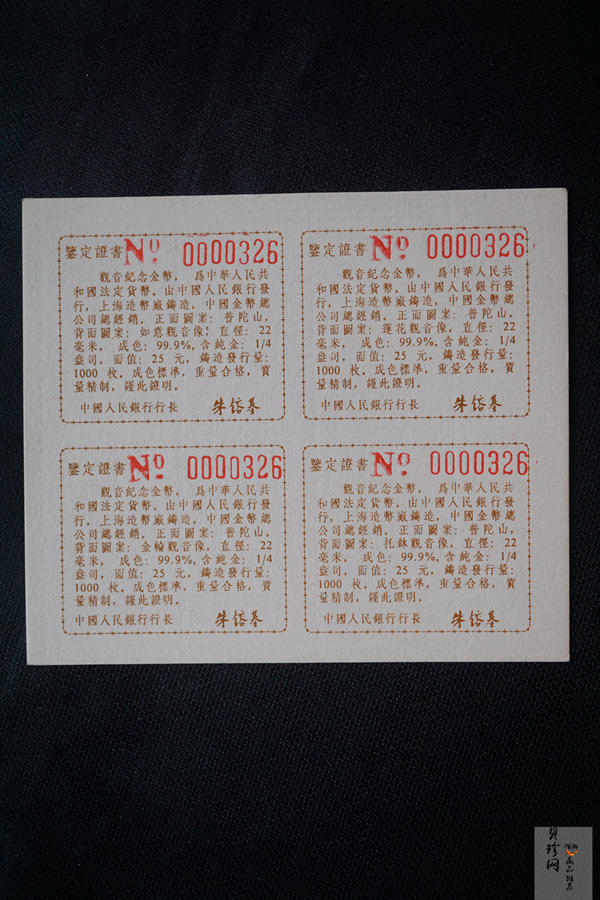 鑒定證書 № 0000326
觀音紀念金幣， 爲中華人民共
和國法定貨幣。由中國人民銀行發
行，上海造幣廠鑄造，中國金幣總
公司總經銷。正面圖案：普陀山，
背面圖案：如意觀音像，直徑：22
毫米， 成色：99.9%,含純金：1/4
盎司，面值：25 元，鑄造發行量：
1000 枚。成色標準，重量合格，質
量精制，謹此證明。
中國人民銀行行長 朱鎔基
鑒定證書 № 0000326
觀音紀念金幣， 爲中華人民共
和國法定貨幣。由中國人民銀行發
行，上海造幣廠鑄造，中國金幣總
公司總經銷。正面圖案：普陀山，
背面圖案：蓮花觀音像，直徑：22
毫米， 成色：99.9%,含純金：1/4
盎司，面值：25 元，鑄造發行量：
1000 枚。成色標準，重量合格，質
量精制，謹此證明。
中國人民銀行行長 朱鎔基
鑒定證書 № 0000326
觀音紀念金幣， 爲中華人民共
和國法定貨幣。由中國人民銀行發
行，上海造幣廠鑄造，中國金幣總
公司總經銷。正面圖案：普陀山，
背面圖案：金輪觀音像，直徑：22
毫米， 成色：99.9%,含純金：1/4
盎司，面值：25 元，鑄造發行量：
1000 枚。成色標準，重量合格，質
量精制，謹此證明。
中國人民銀行行長 朱鎔基
鑒定證書 № 0000326
觀音紀念金幣， 爲中華人民共
和國法定貨幣。由中國人民銀行發
行，上海造幣廠鑄造，中國金幣總
公司總經銷。正面圖案：普陀山，
背面圖案：托鉢觀音像，直徑：22
毫米， 成色：99.9%,含純金：1/4
盎司，面值：25 元，鑄造發行量：
1000 枚。成色標準，重量合格，質
量精制，謹此證明。
中國人民銀行行長 朱鎔基
贝珍网